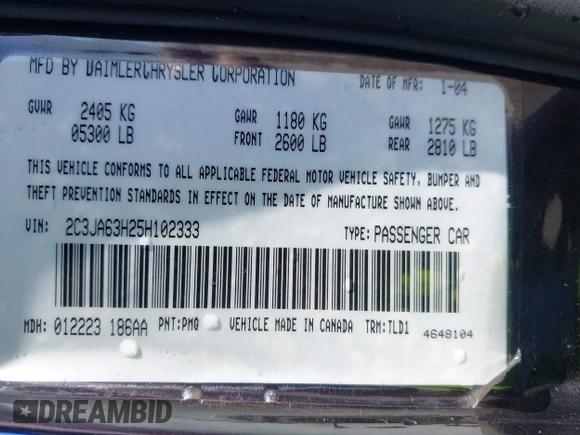 MFD BY DAIMLERCHRYSLER CORPORATION DATE OF MFR: 1-04
GVWR 2405 KG GAWR 1180 KG GAWR 1275 KG
05300 LB FRONT 2600 LB REAR 2810 LB
THIS VEHICLE CONFORMS TO ALL APPLICABLE FEDERAL MOTOR VEHICLE SAFETY, BUMPER AND
THEFT PREVENTION STANDARDS IN EFFECT ON THE DATE OF MANUFACTURE SHOWN ABOVE.
VIN: 2C3JA63H25H102333 TYPE: PASSENGER CAR
MDH: 012223 186AA PNT: PMQ VEHICLE MADE IN CANADA TRM: TLD1 4648104
DREAMBID